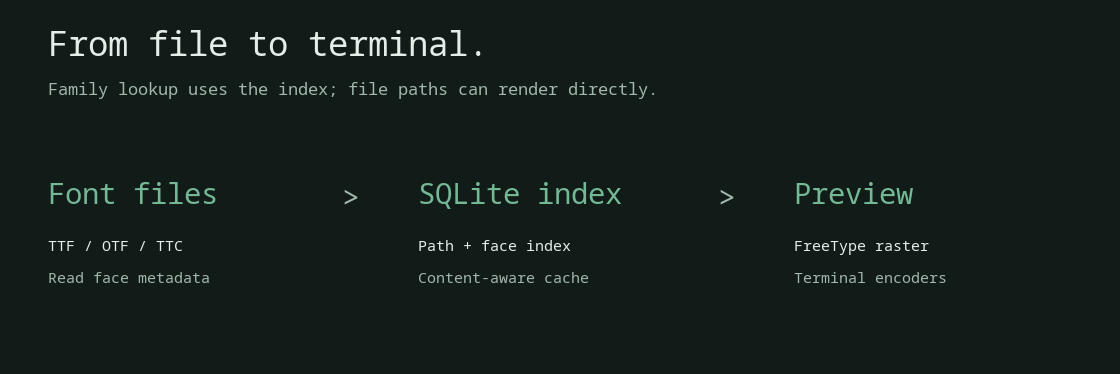 From file to terminal.
Family lookup uses the index; file paths can render directly.
Font files > SQLite index > Preview
TTF / OTF / TTC
Read face metadata
Path + face index
Content-aware cache
FreeType raster
Terminal encoders